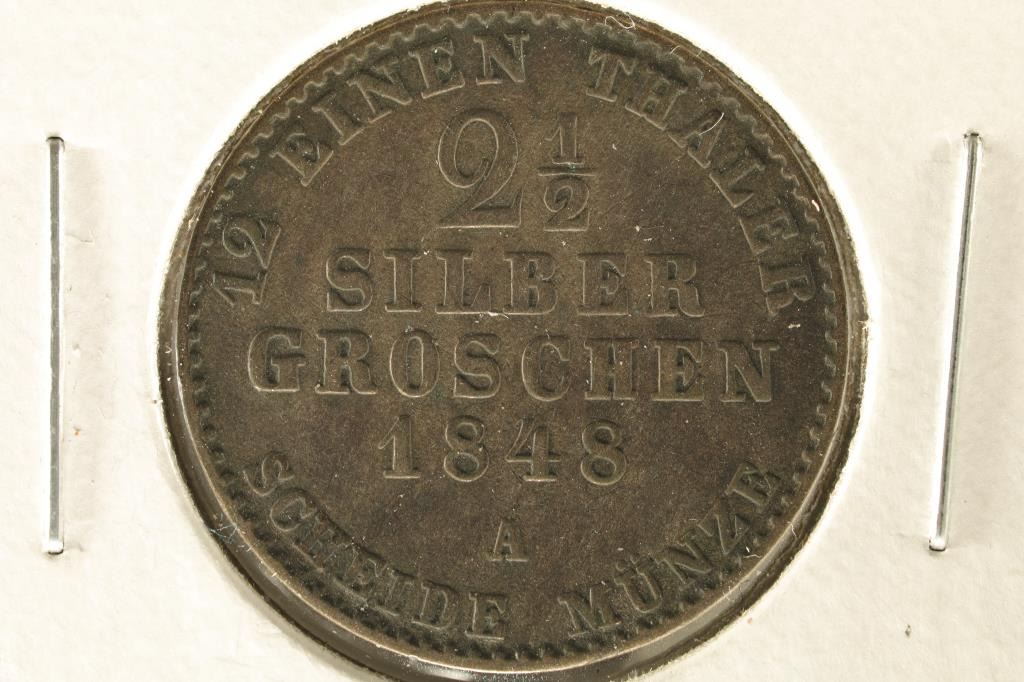 12 EINEN THALER
2 1/2
SILBER
GROSCHEN
1848
A
SCHEIDE MÜNZE